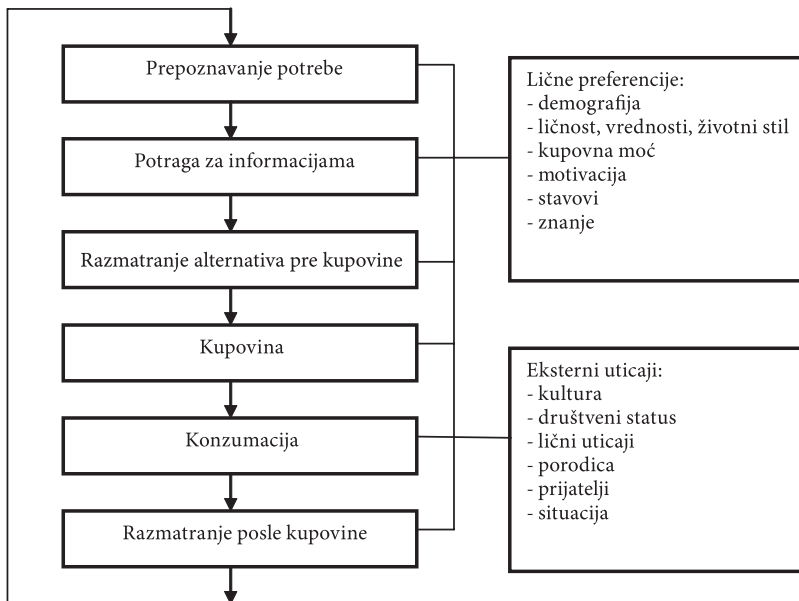 Prepoznavanje potrebe
Potraga za informacijama
Razmatranje alternativa pre kupovine
Kupovina
Konzumacija
Razmatranje posle kupovine
Lične preferencije:
- demografija
- ličnost, vrednosti, životni stil
- kupovna moć
- motivacija
- stavovi
- znanje
Eksterni uticaji:
- kultura
- društveni status
- lični uticaji
- porodica
- prijatelji
- situacija